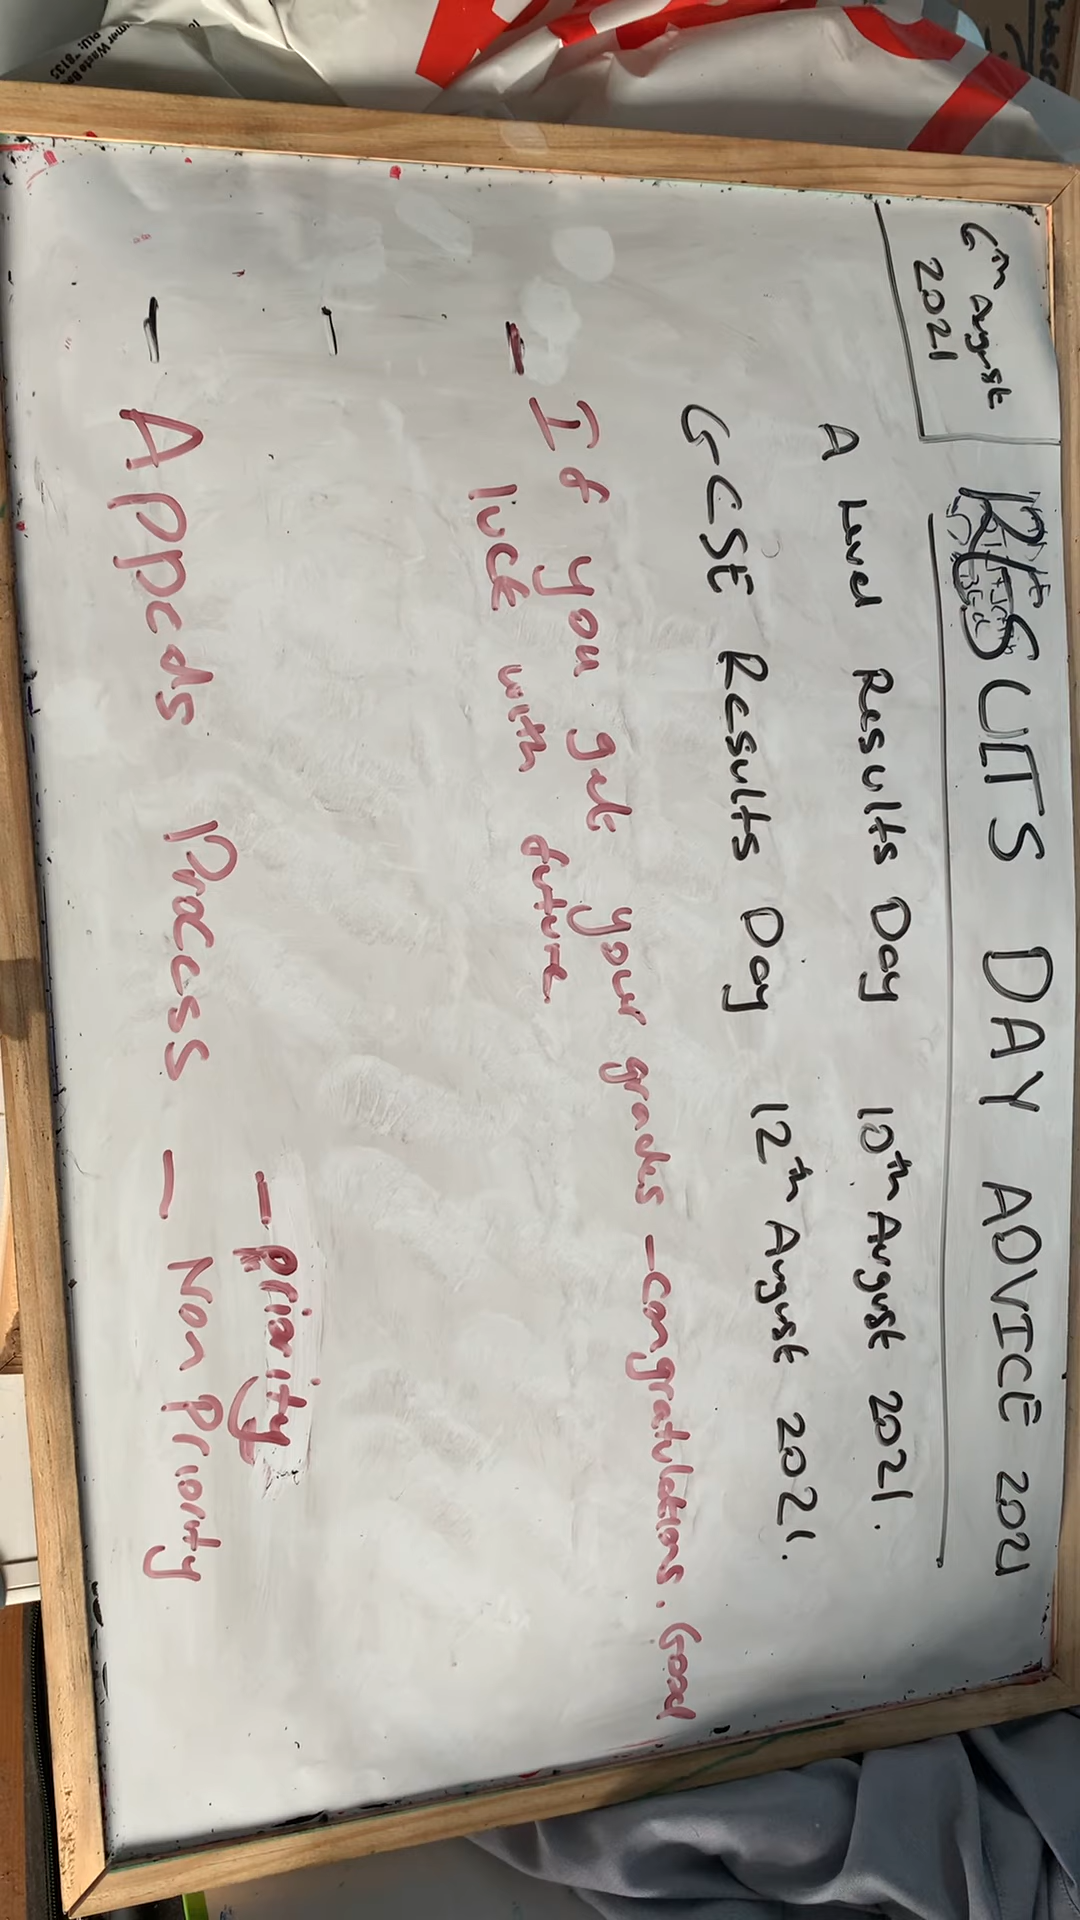 6th August
2021
RESULTS DAY ADVICE 2021
A Level Results Day 10th August 2021.
GCSE Results Day 12th August 2021.
- If you get your grades - congratulations. Good
luck with future.
-
- priority
- Appeals Process - Non Priority